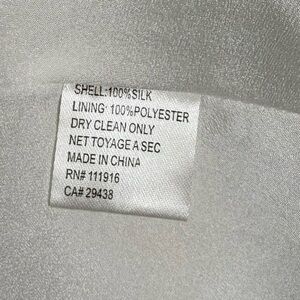 SHELL:100%SILK
LINING: 100%POLYESTER
DRY CLEAN ONLY
NET TOYAGE A SEC
MADE IN CHINA
RN# 111916
CA# 29438